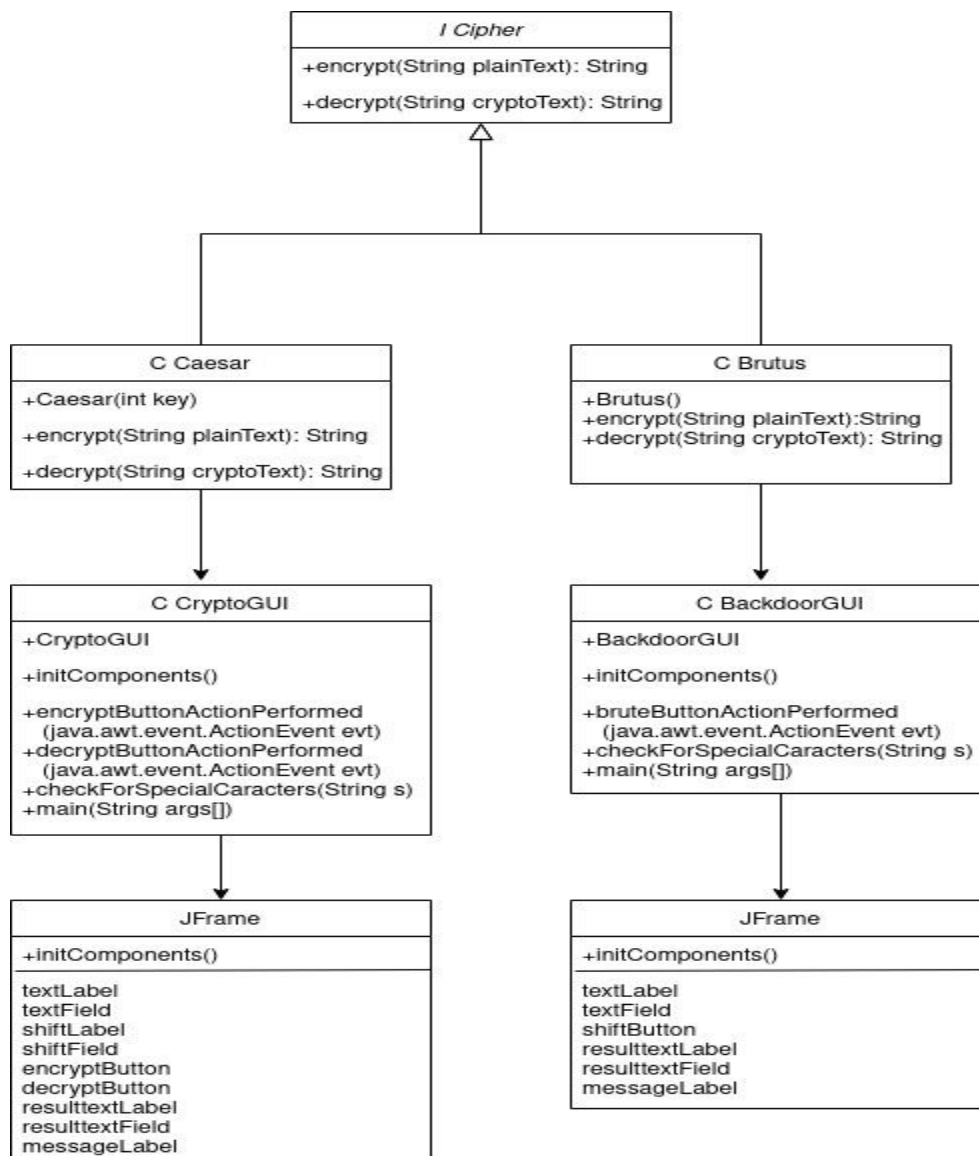 I Cipher
+encrypt(String plainText): String
+decrypt(String cryptoText): String
C Caesar
+Caesar(int key)
+encrypt(String plainText): String
+decrypt(String cryptoText): String
C Brutus
+Brutus()
+encrypt(String plainText):String
+decrypt(String cryptoText): String
C CryptoGUI
+CryptoGUI
+initComponents()
+encryptButtonActionPerformed
(java.awt.event.ActionEvent evt)
+decryptButtonActionPerformed
(java.awt.event.ActionEvent evt)
+checkForSpecialCaracters(String s)
+main(String args[])
C BackdoorGUI
+BackdoorGUI
+initComponents()
+bruteButtonActionPerformed
(java.awt.event.ActionEvent evt)
+checkForSpecialCaracters(String s)
+main(String args[])
JFrame
+initComponents()
textLabel
textField
shiftLabel
shiftField
encryptButton
decryptButton
resulttextLabel
resulttextField
messageLabel
JFrame
+initComponents()
textLabel
textField
shiftButton
resulttextLabel
resulttextField
messageLabel